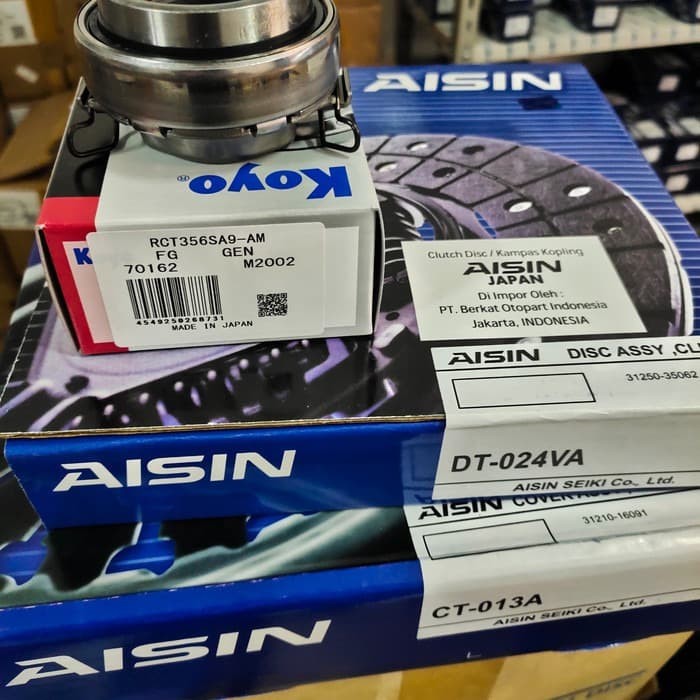 AISIN
Koyo®
RCT356SA9-AM
FG GEN
70162 M2002
4549250268731
MADE IN JAPAN
Clutch Disc / Kampas Kopling
AISIN
JAPAN
Di Impor Oleh :
PT. Berkat Otopart Indonesia
Jakarta, INDONESIA
AISIN DISC ASSY ,CL
31250-35062
DT-024VA
AISIN SEIKI Co., Ltd.
AISIN
AISIN COVER ASSY
31210-16091
CT-013A
AISIN SEIKI Co., Ltd.
AISIN